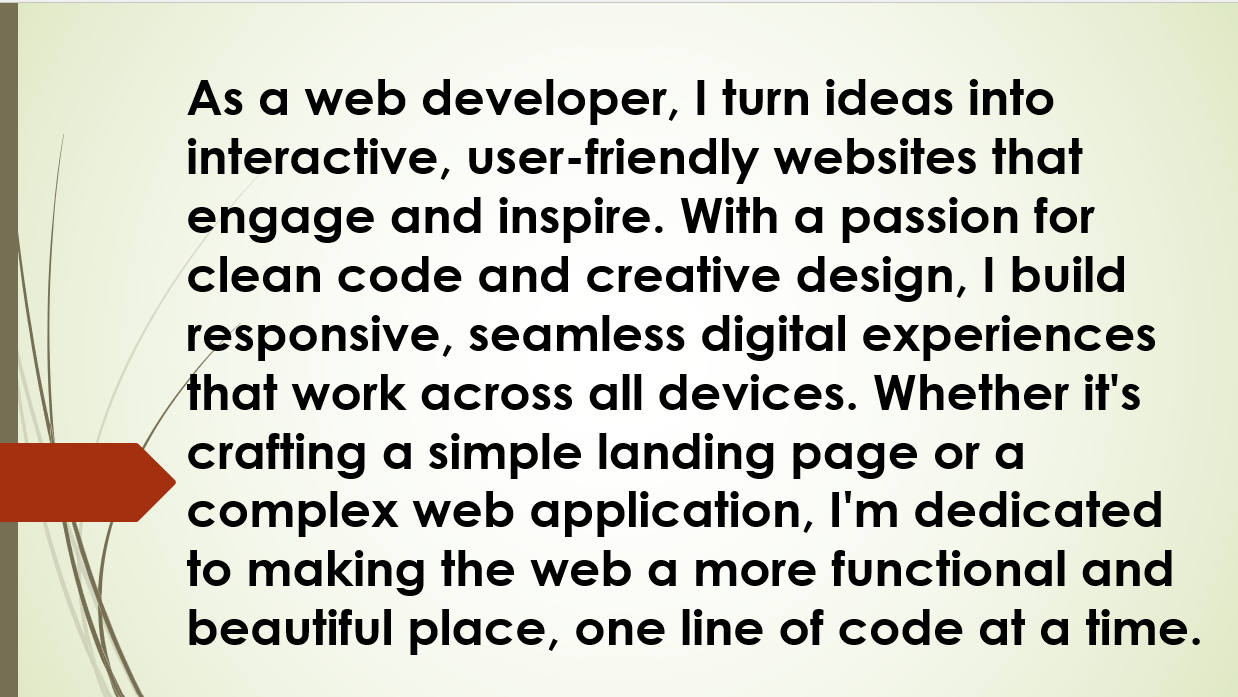 As a web developer, I turn ideas into
interactive, user-friendly websites that
engage and inspire. With a passion for
clean code and creative design, I build
responsive, seamless digital experiences
that work across all devices. Whether it's
crafting a simple landing page or a
complex web application, I'm dedicated
to making the web a more functional and
beautiful place, one line of code at a time.